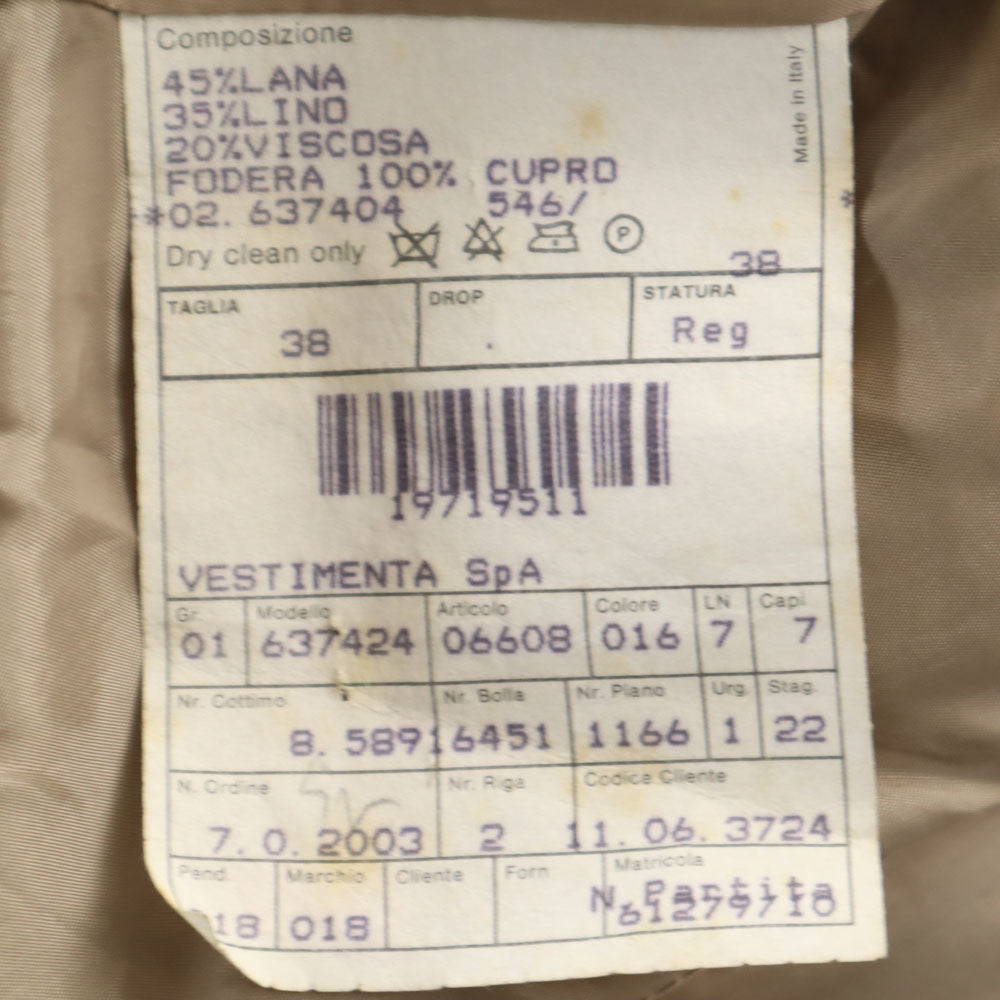 Composizione
Made in Italy
45%LANA
35%LINO
20%VISCOSA
FODERA 100% CUPRO
*02. 637404 546/ *
Dry clean only P
38
TAGLIA DROP STATURA
38 . Reg
19719511
VESTIMENTA SpA
Gr. Modello Articolo Colore LN Capi
01 637424 06608 016 7 7
Nr. Cottimo Nr. Bolla Nr. Piano Urg. Stag.
8. 58916451 1166 1 22
N. Ordine Nr. Riga Codice Cliente
7. 0. 2003 2 11. 06. 3724
Pend. Marchio Cliente Forn Matricola
18 018 N. Partita
61279710